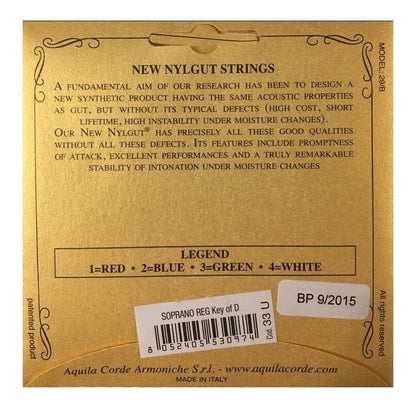 NEW NYLGUT STRINGS
A FUNDAMENTAL AIM OF OUR RESEARCH HAS BEEN TO DESIGN A
NEW SYNTHETIC PRODUCT HAVING THE SAME ACOUSTIC PROPERTIES
AS GUT, BUT WITHOUT ITS TYPICAL DEFECTS (HIGH COST, SHORT
LIFETIME, HIGH INSTABILITY UNDER MOISTURE CHANGES).
OUR NEW NYLGUT® HAS PRECISELY ALL THESE GOOD QUALITIES
WITHOUT ALL THESE DEFECTS. ITS FEATURES INCLUDE PROMPTNESS
OF ATTACK, EXCELLENT PERFORMANCES AND A TRULY REMARKABLE
STABILITY OF INTONATION UNDER MOISTURE CHANGES
MODEL: 29/B
LEGEND
1=RED • 2=BLUE • 3=GREEN • 4=WHITE
SOPRANO REG Key of D
8 052405 530974
Cod. 33 U
BP 9/2015
patented product
All rights reserved
Aquila Corde Armoniche S.r.l. - www.aquilacorde.com
MADE IN ITALY